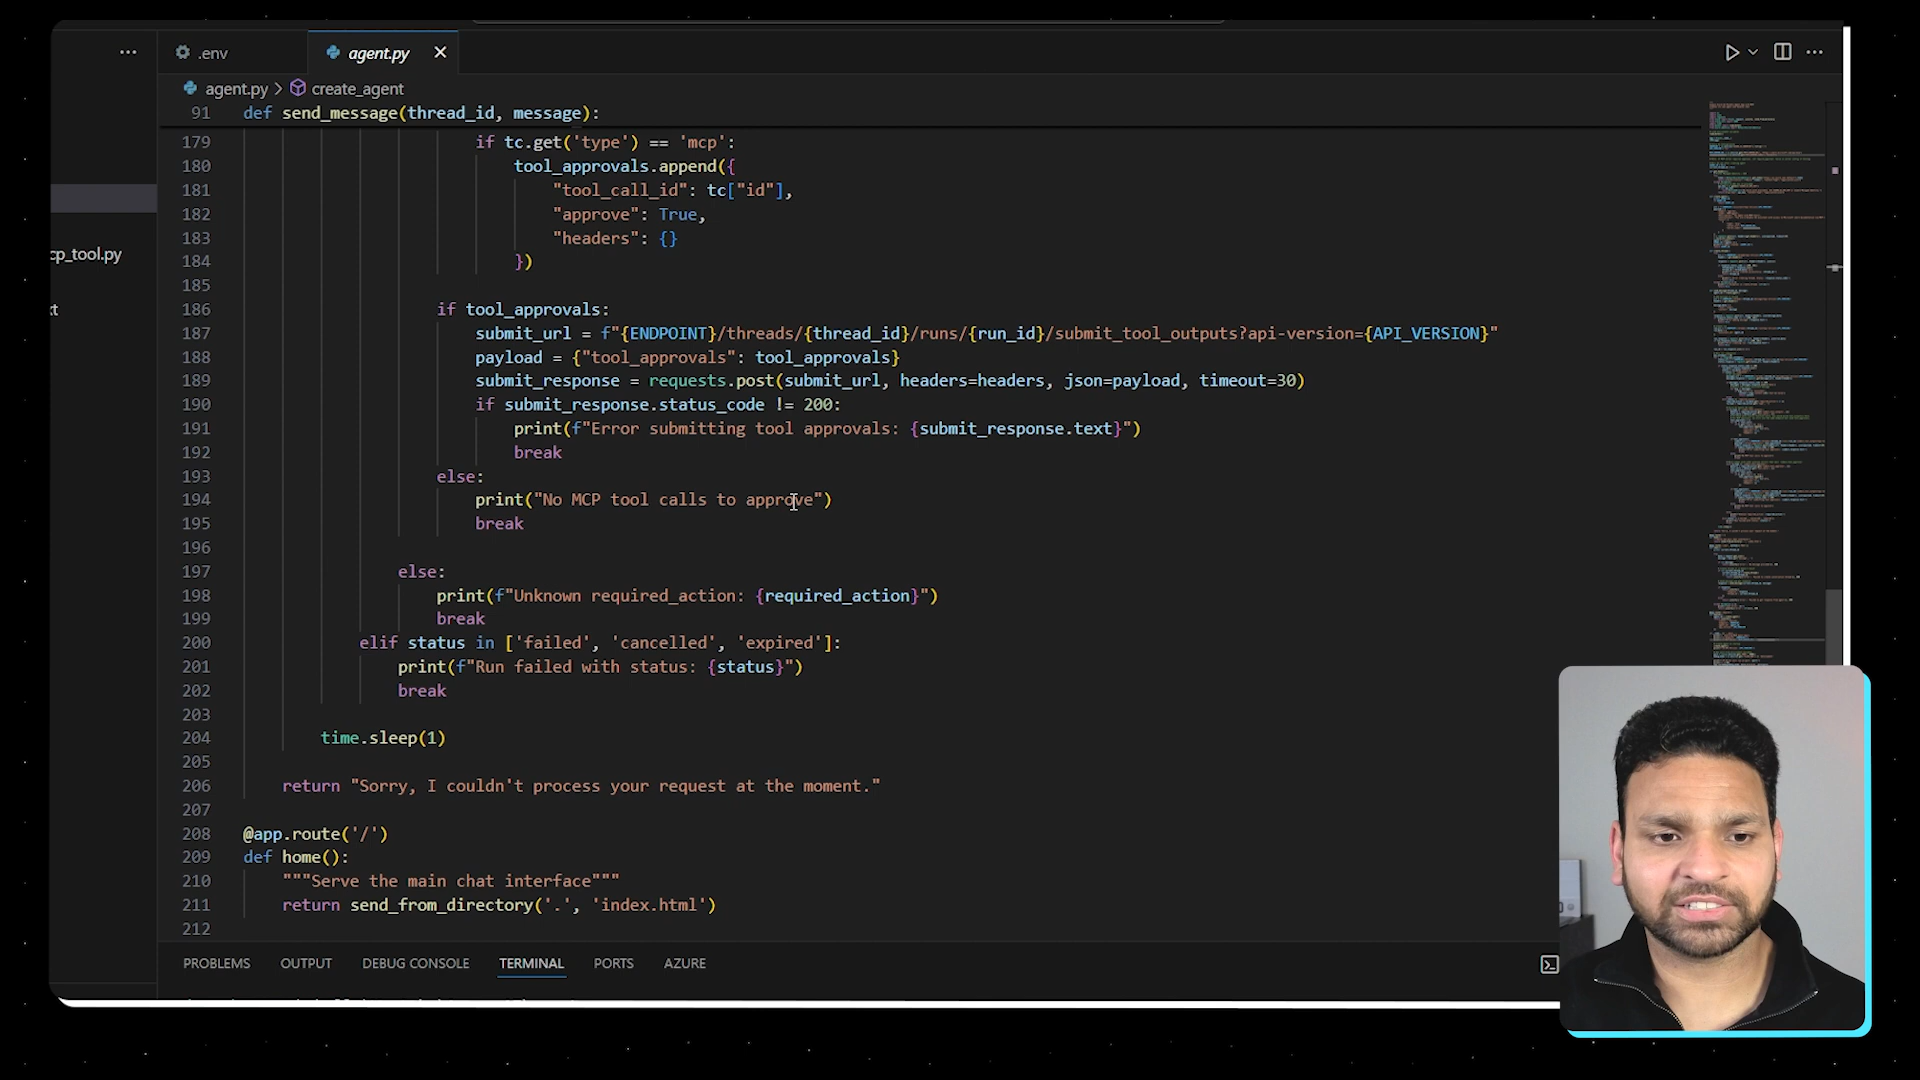 .env
agent.py
agent.py > create_agent
91 def send_message(thread_id, message):
179 if tc.get('type') == 'mcp':
180 tool_approvals.append({
181 "tool_call_id": tc["id"],
182 "approve": True,
183 "headers": {}
184 })
185
186 if tool_approvals:
187 submit_url = f"{ENDPOINT}/threads/{thread_id}/runs/{run_id}/submit_tool_outputs?api-version={API_VERSION}"
188 payload = {"tool_approvals": tool_approvals}
189 submit_response = requests.post(submit_url, headers=headers, json=payload, timeout=30)
190 if submit_response.status_code != 200:
191 print(f"Error submitting tool approvals: {submit_response.text}")
192 break
193 else:
194 print("No MCP tool calls to approve")
195 break
196
197 else:
198 print(f"Unknown required_action: {required_action}")
199 break
200 elif status in ['failed', 'cancelled', 'expired']:
201 print(f"Run failed with status: {status}")
202 break
203
204 time.sleep(1)
205
206 return "Sorry, I couldn't process your request at the moment."
207
208 @app.route('/')
209 def home():
210 """Serve the main chat interface"""
211 return send_from_directory('.', 'index.html')
212
cp_tool.py
xt
PROBLEMS OUTPUT DEBUG CONSOLE TERMINAL PORTS AZURE